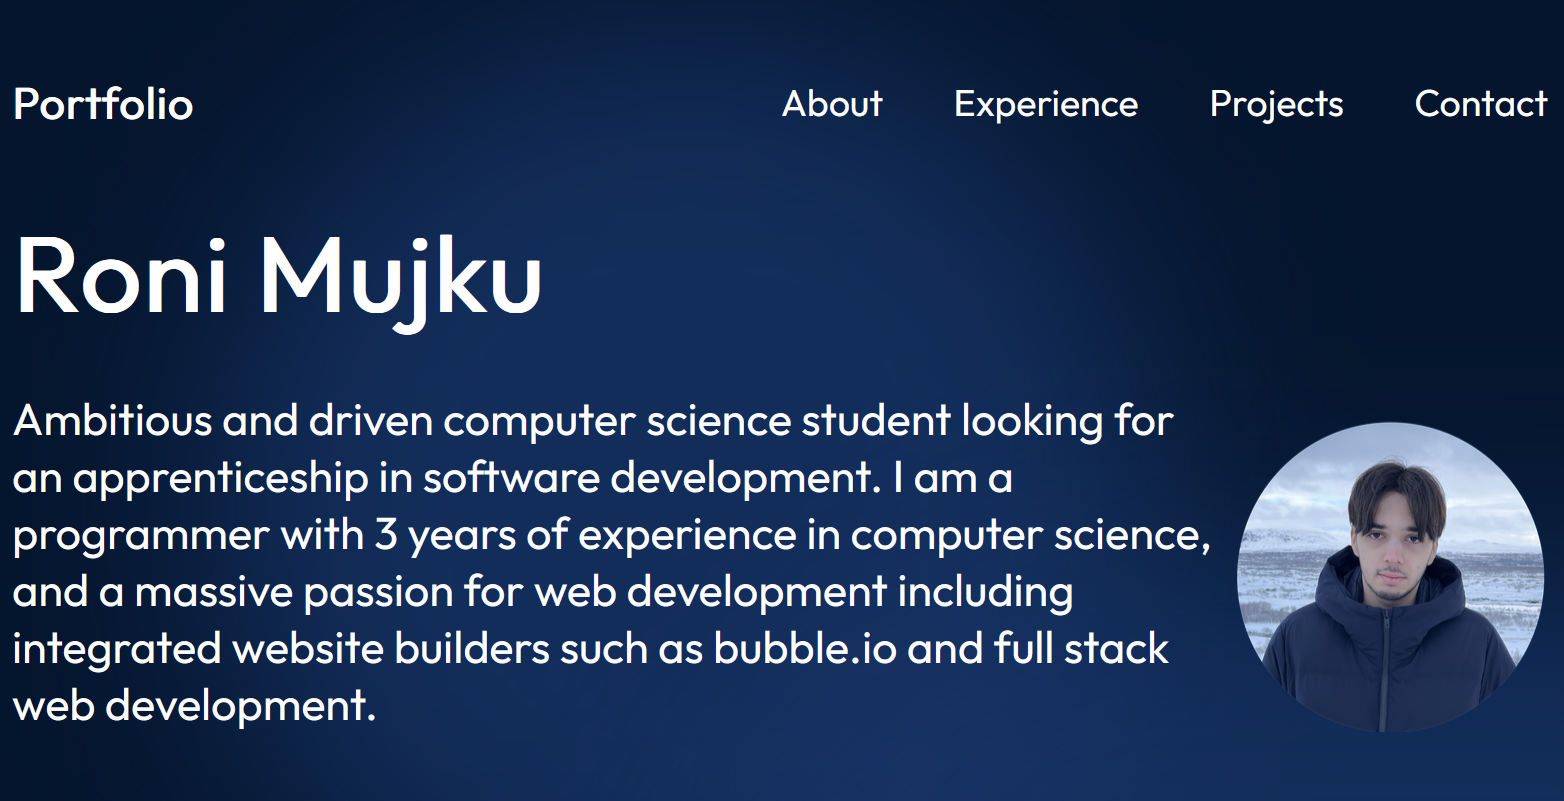 Portfolio About Experience Projects Contact
Roni Mujku
Ambitious and driven computer science student looking for
an apprenticeship in software development. I am a
programmer with 3 years of experience in computer science,
and a massive passion for web development including
integrated website builders such as bubble.io and full stack
web development.